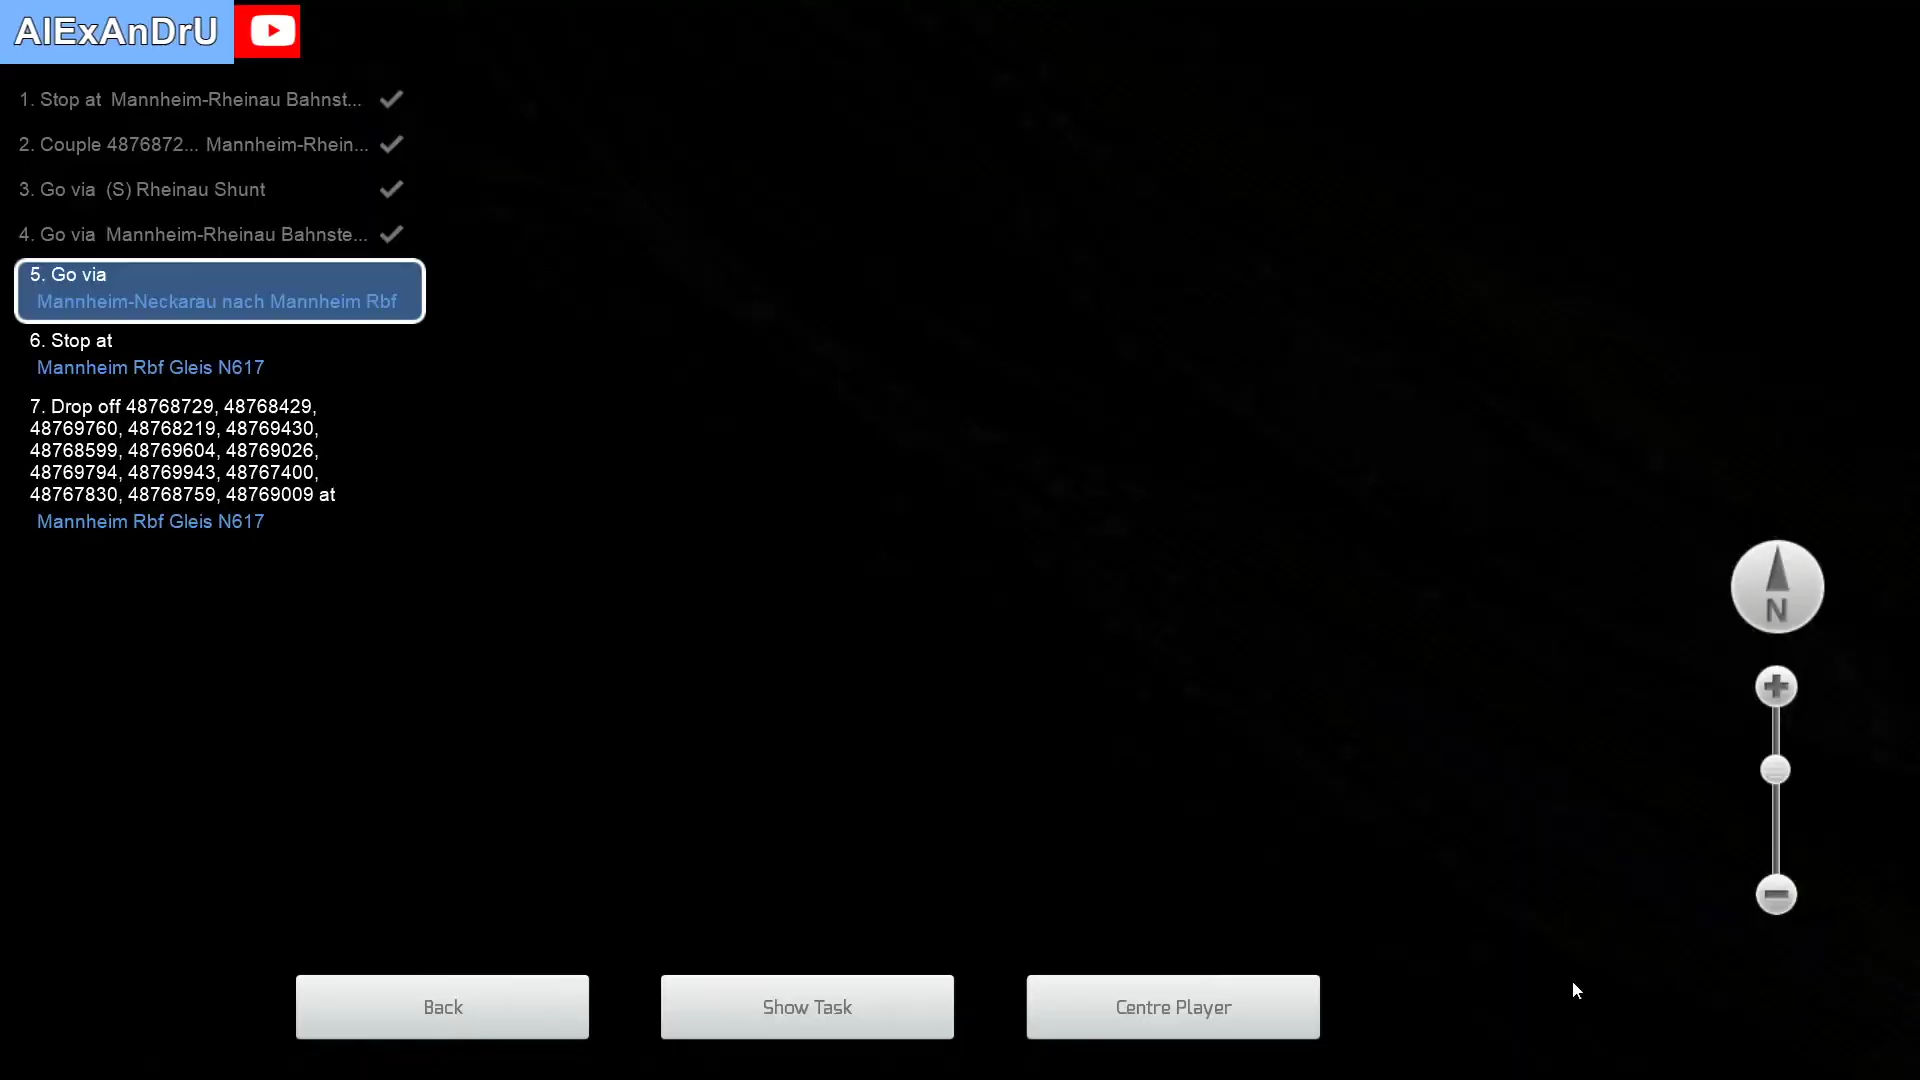 AlExAnDrU
1. Stop at Mannheim-Rheinau Bahnst...
2. Couple 4876872... Mannheim-Rhein...
3. Go via (S) Rheinau Shunt
4. Go via Mannheim-Rheinau Bahnste...
5. Go via
Mannheim-Neckarau nach Mannheim Rbf
6. Stop at
Mannheim Rbf Gleis N617
7. Drop off 48768729, 48768429,
48769760, 48768219, 48769430,
48768599, 48769604, 48769026,
48769794, 48769943, 48767400,
48767830, 48768759, 48769009 at
Mannheim Rbf Gleis N617
N
Back
Show Task
Centre Player